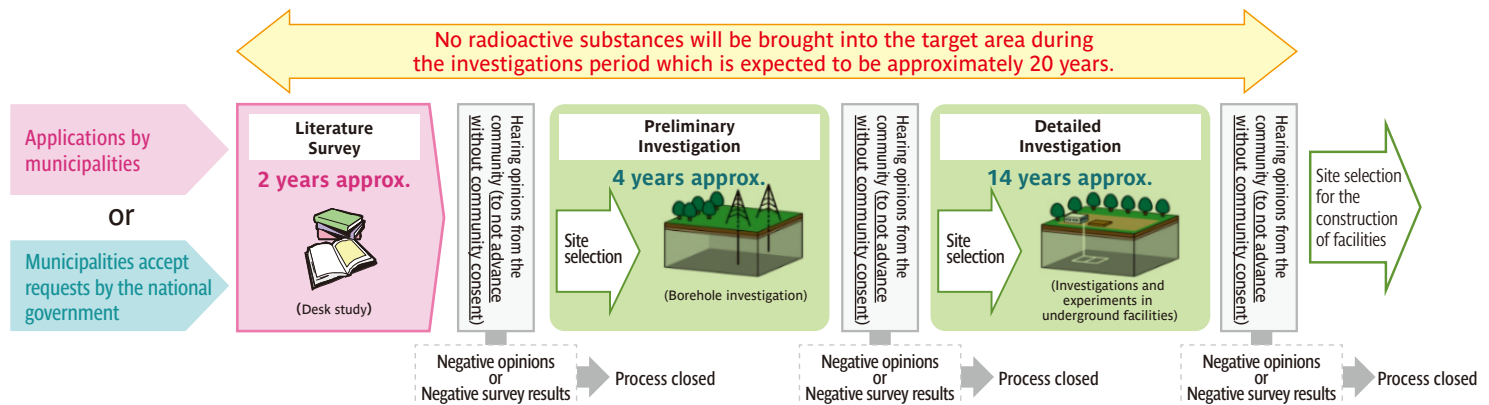 No radioactive substances will be brought into the target area during
the investigations period which is expected to be approximately 20 years.
Applications by
municipalities
or
Municipalities accept
requests by the national
government
Literature
Survey
2 years approx.
(Desk study)
Hearing opinions from the
community (to not advance
without community consent)
Negative opinions
or
Negative survey results
Process closed
Preliminary
Investigation
4 years approx.
Site
selection
(Borehole investigation)
Hearing opinions from the
community (to not advance
without community consent)
Negative opinions
or
Negative survey results
Process closed
Detailed
Investigation
14 years approx.
Site
selection
(Investigations and
experiments in
underground facilities)
Hearing opinions from the
community (to not advance
without community consent)
Negative opinions
or
Negative survey results
Process closed
Site selection
for the
construction
of facilities